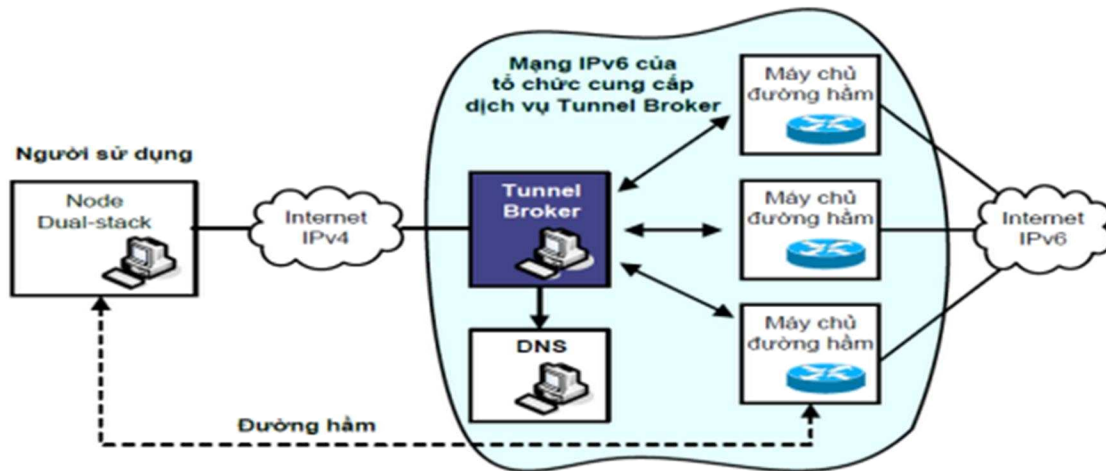 Mạng IPv6 của
tổ chức cung cấp
dịch vụ Tunnel Broker
Máy chủ
đường hầm
Người sử dụng
Node
Dual-stack
Internet
IPv4
Tunnel
Broker
Máy chủ
đường hầm
Internet
IPv6
DNS
Máy chủ
đường hầm
Đường hầm